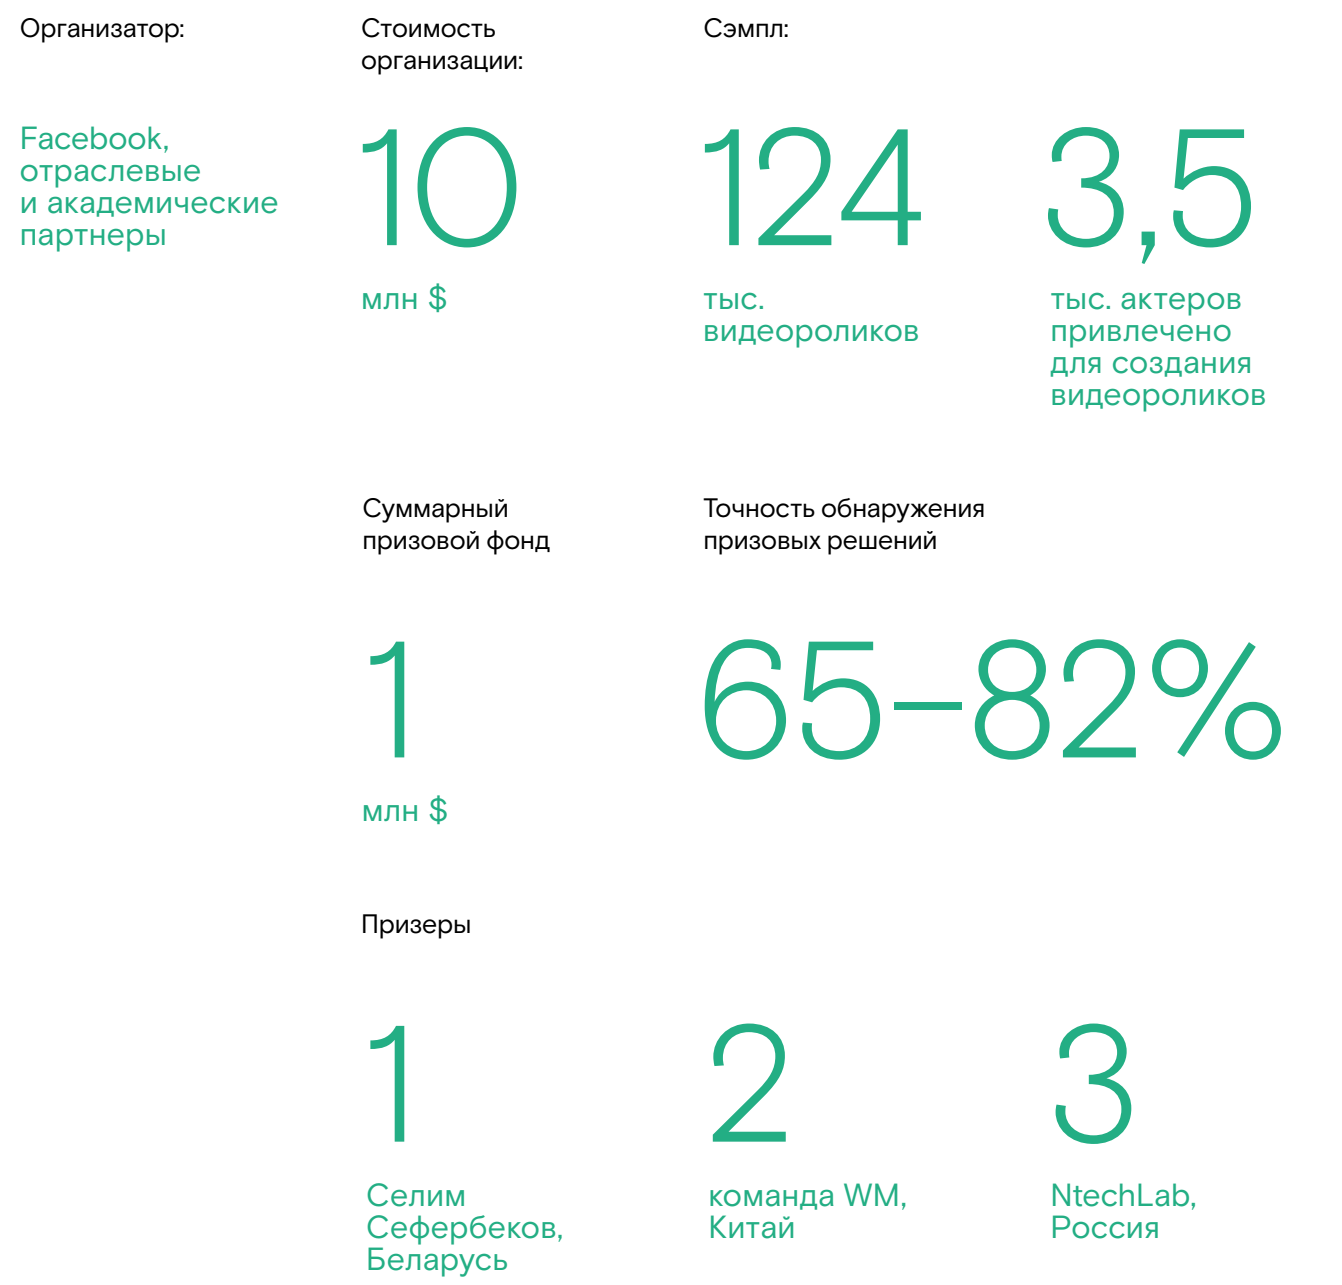 Организатор:
Facebook,
отраслевые
и академические
партнеры
Стоимость
организации:
10
млн $
Сэмпл:
124
тыс.
видеороликов
3,5
тыс. актеров
привлечено
для создания
видеороликов
Суммарный
призовой фонд
1
млн $
Точность обнаружения
призовых решений
65–82%
Призеры
1
Селим
Сефербеков,
Беларусь
2
команда WM,
Китай
3
NtechLab,
Россия